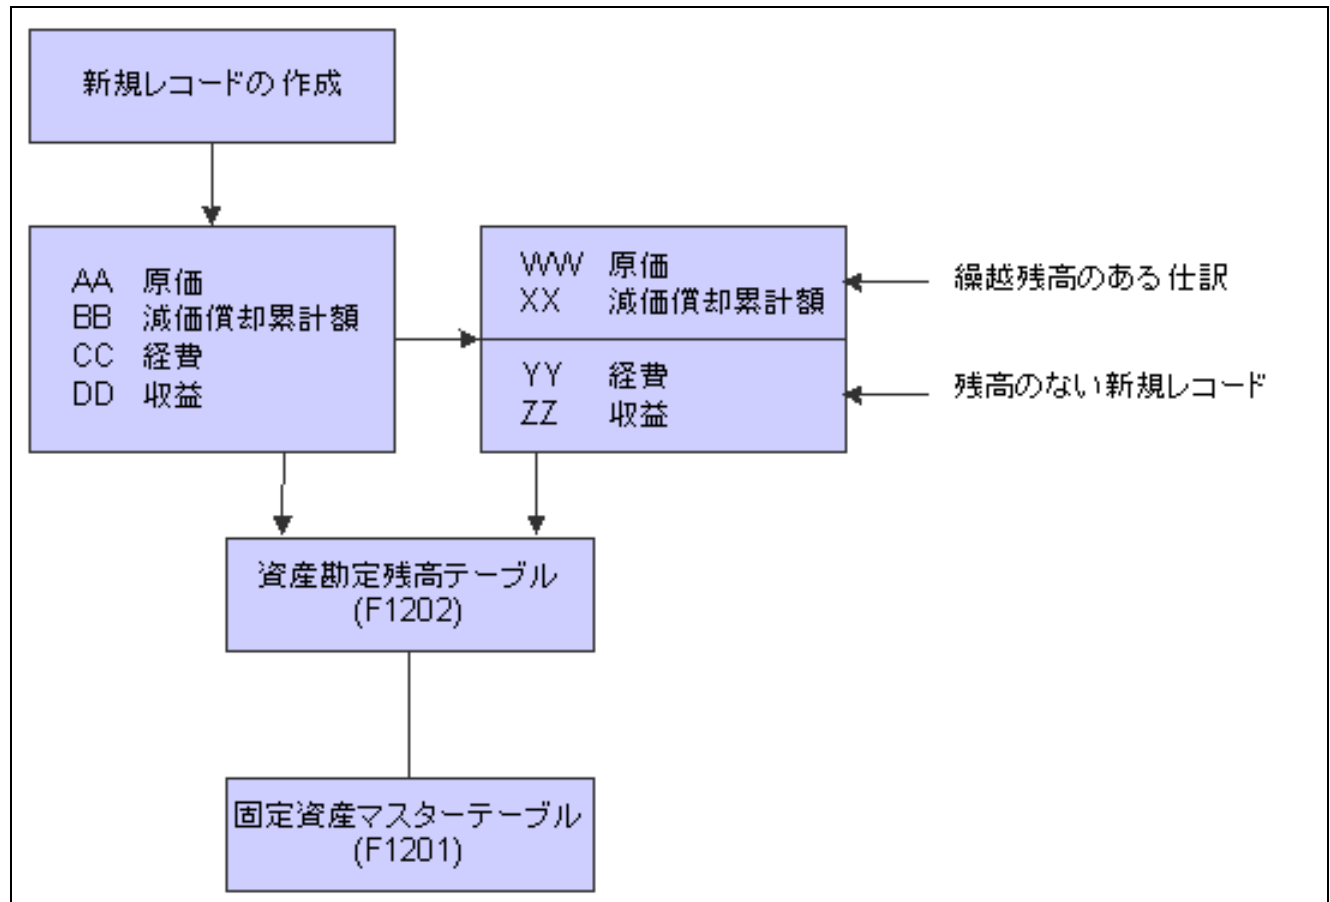 新規レコードの作成
AA 原価
BB 減価償却累計額
CC 経費
DD 収益
WW 原価
XX 減価償却累計額
YY 経費
ZZ 収益
繰越残高のある仕訳
残高のない新規レコード
資産勘定残高テーブル
(F1202)
固定資産マスターテーブル
(F1201)